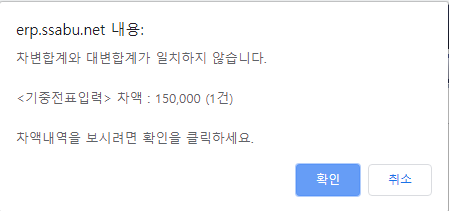 erp.ssabu.net 내용:
차변합계와 대변합계가 일치하지 않습니다.
<기중전표입력> 차액 : 150,000 (1건)
차액내역을 보시려면 확인을 클릭하세요.
확인
취소